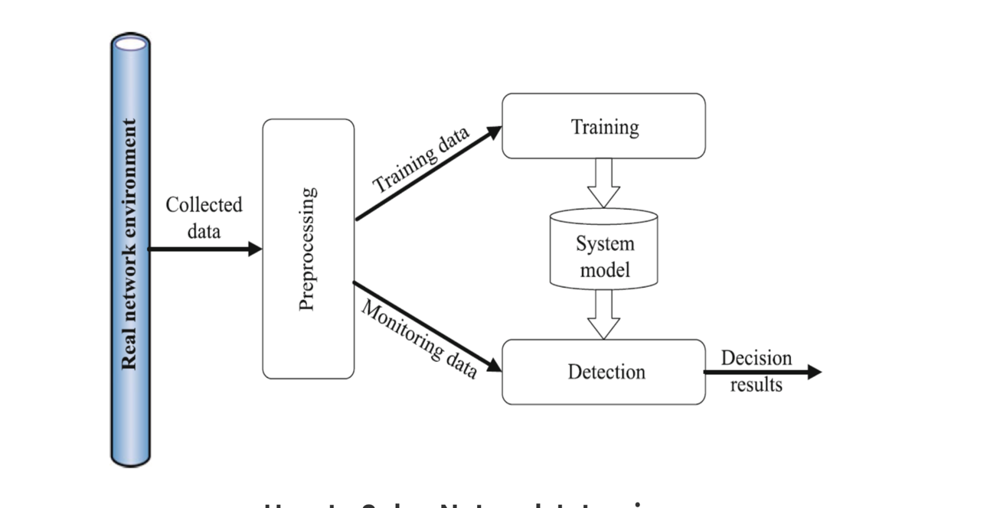 Real network environment
Collected
data
Preprocessing
Training data
Monitoring data
Training
System
model
Detection
Decision
results